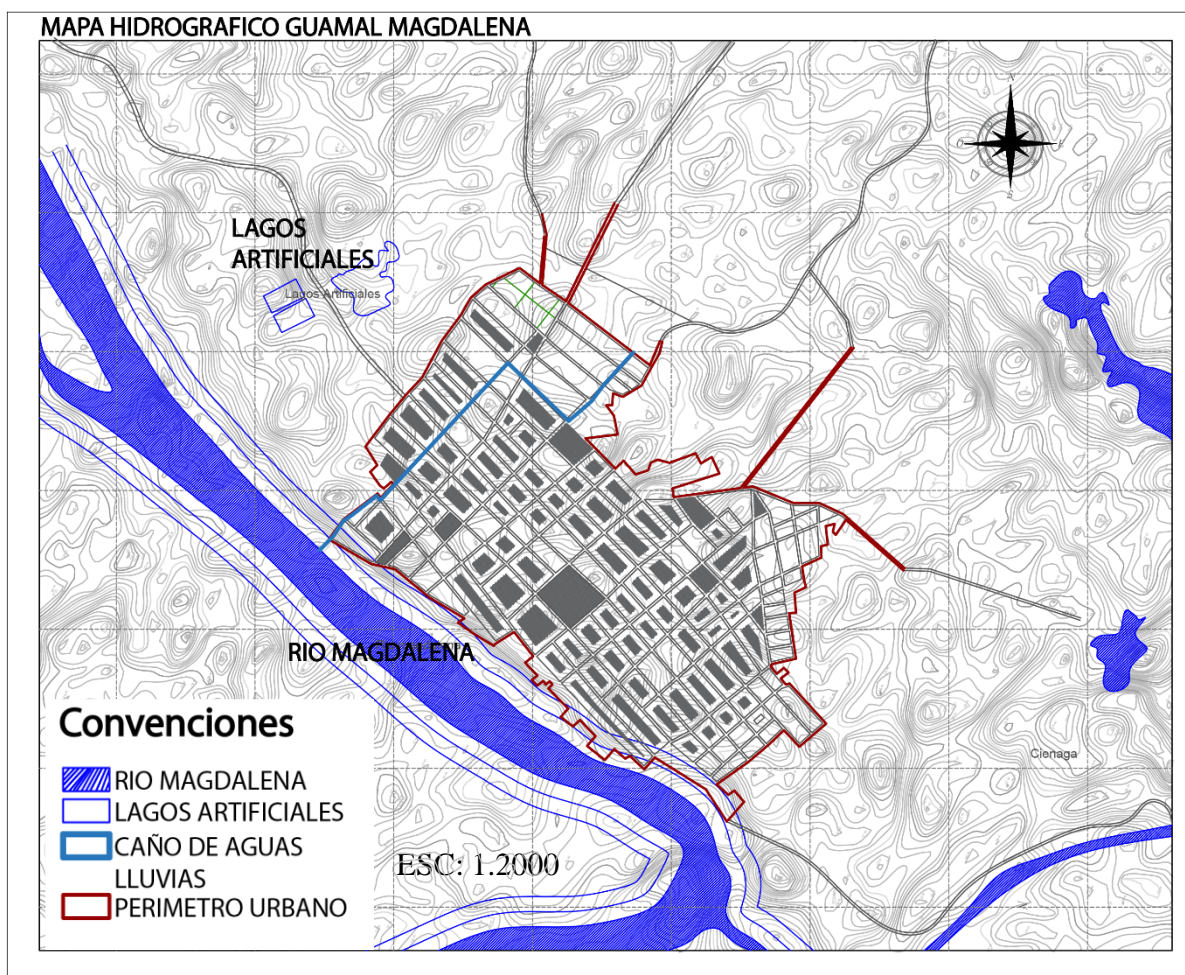 MAPA HIDROGRAFICO GUAMAL MAGDALENA
N
O
E
S
LAGOS
ARTIFICIALES
Lagos Artificiales
RIO MAGDALENA
Cienaga
Convenciones
RIO MAGDALENA
LAGOS ARTIFICIALES
CAÑO DE AGUAS
LLUVIAS
PERIMETRO URBANO
ESC: 1.2000